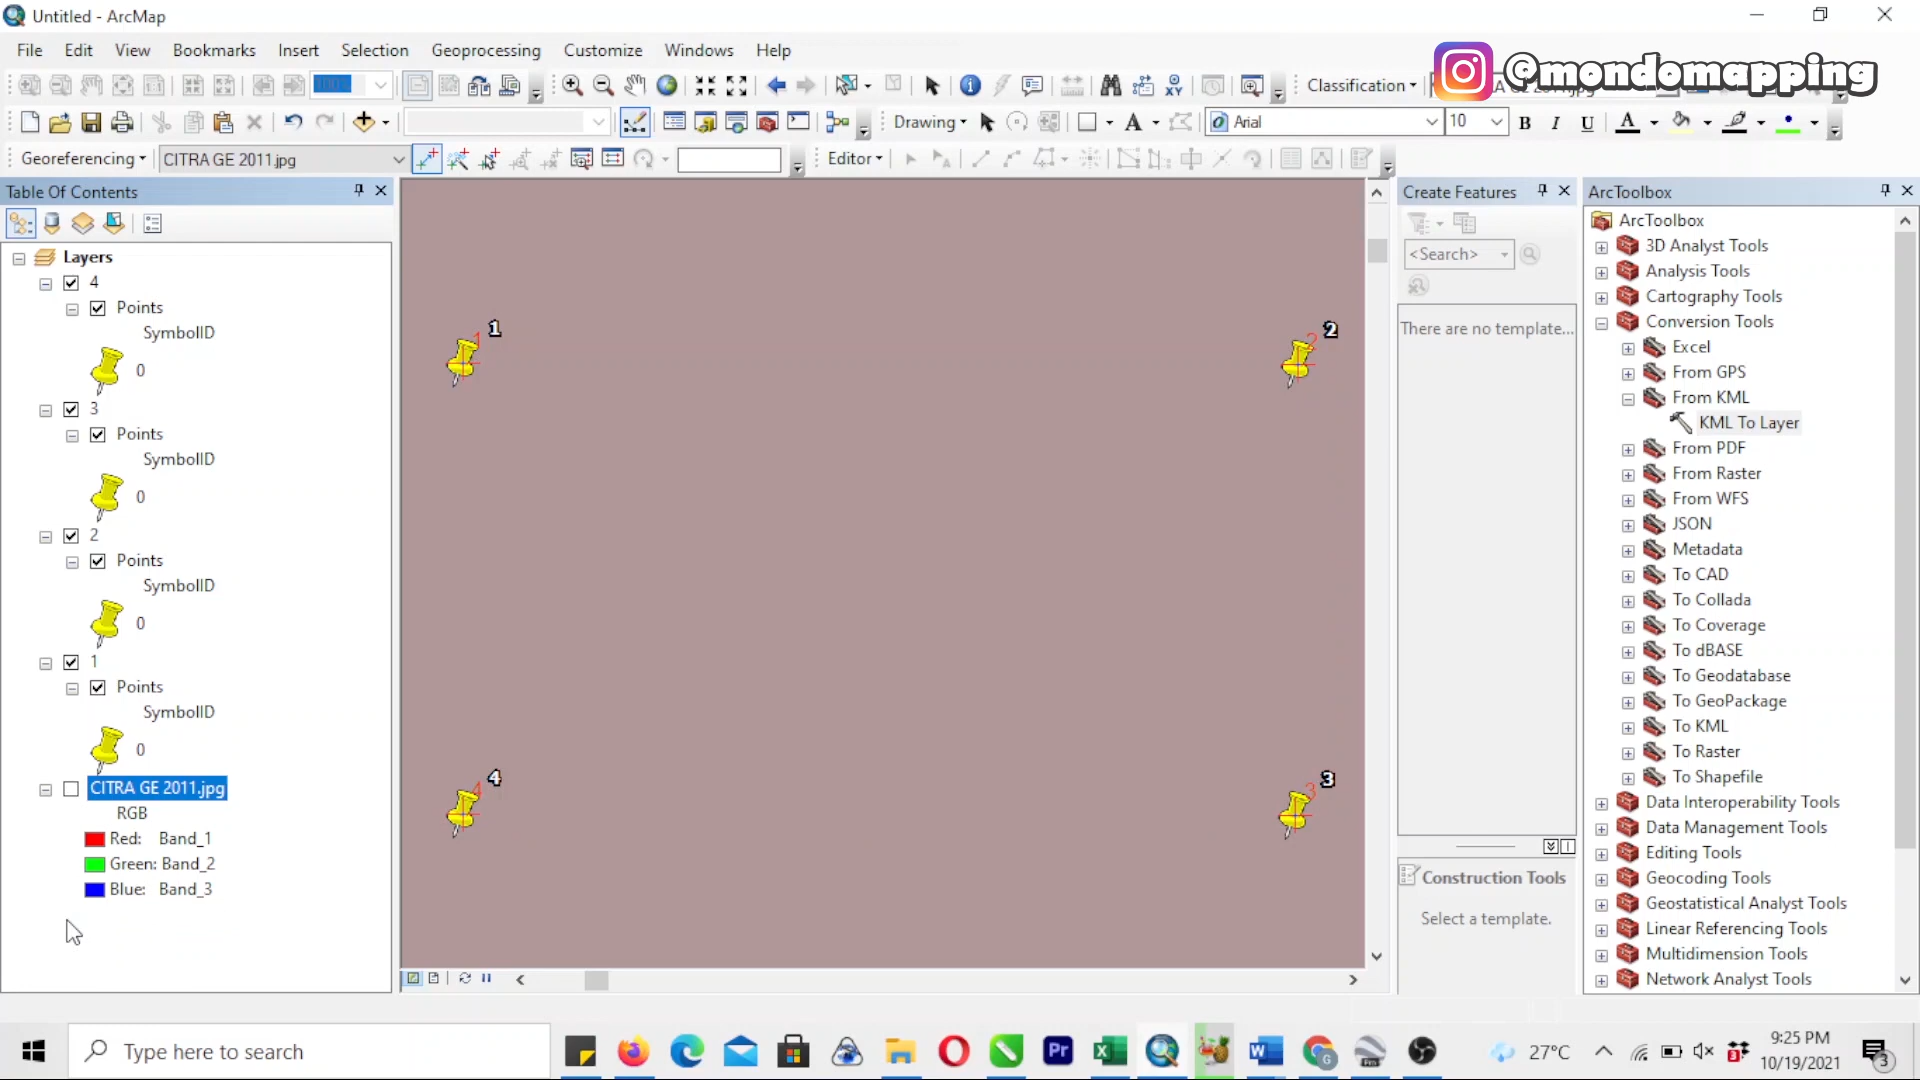 Untitled - ArcMap
File Edit View Bookmarks Insert Selection Geoprocessing Customize Windows Help
100%
Classification
@mondomapping
Drawing
Arial
10
B I U
Georeferencing
CITRA GE 2011.jpg
Editor
Table Of Contents
Layers
4
Points
SymbolID
0
3
Points
SymbolID
0
2
Points
SymbolID
0
1
Points
SymbolID
0
CITRA GE 2011.jpg
RGB
Red: Band_1
Green: Band_2
Blue: Band_3
1
1
2
2
4
4
3
3
Create Features
<Search>
There are no template...
Construction Tools
Select a template.
ArcToolbox
ArcToolbox
3D Analyst Tools
Analysis Tools
Cartography Tools
Conversion Tools
Excel
From GPS
From KML
KML To Layer
From PDF
From Raster
From WFS
JSON
Metadata
To CAD
To Collada
To Coverage
To dBASE
To Geodatabase
To GeoPackage
To KML
To Raster
To Shapefile
Data Interoperability Tools
Data Management Tools
Editing Tools
Geocoding Tools
Geostatistical Analyst Tools
Linear Referencing Tools
Multidimension Tools
Network Analyst Tools
Type here to search
27°C
9:25 PM
10/19/2021
3